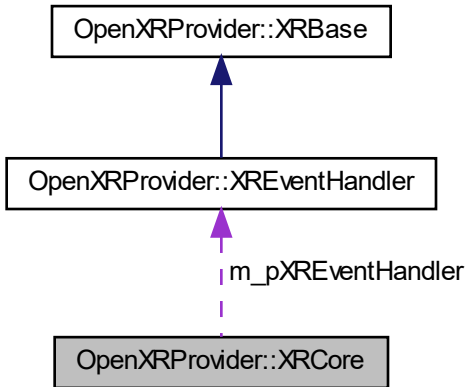 OpenXRProvider::XRBase
OpenXRProvider::XREventHandler
m_pXREventHandler
OpenXRProvider::XRCore